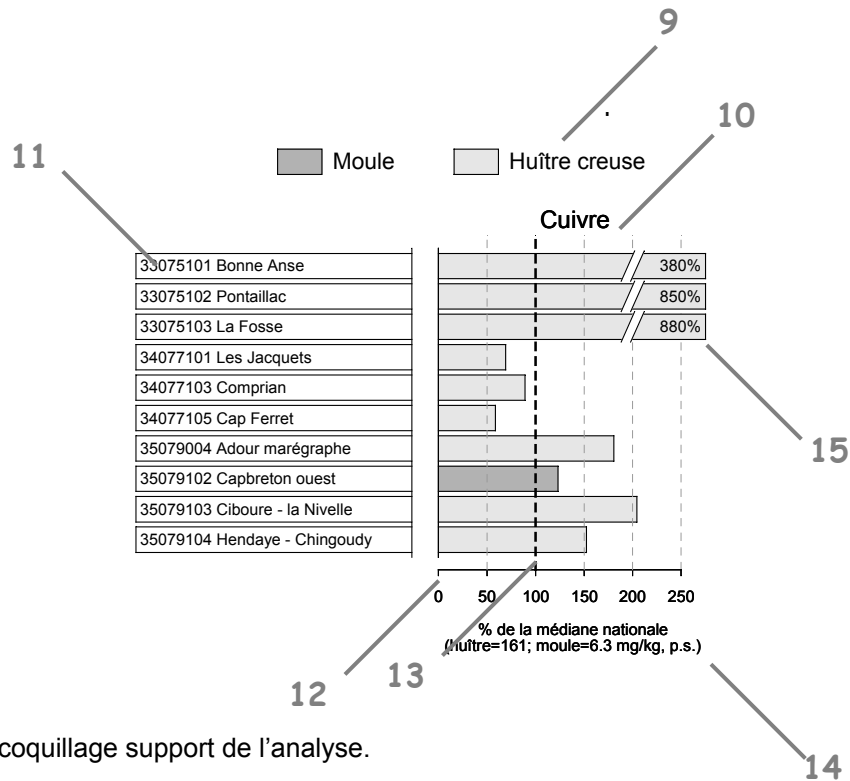 9
.
10
11
Moule
Huître creuse
Cuivre
33075101 Bonne Anse
380%
33075102 Pontaillac
850%
33075103 La Fosse
880%
34077101 Les Jacquets
34077103 Comprian
34077105 Cap Ferret
35079004 Adour marégraphe
15
35079102 Capbreton ouest
35079103 Ciboure - la Nivelle
35079104 Hendaye - Chingoudy
0 50 100 150 200 250
% de la médiane nationale
(huître=161; moule=6.3 mg/kg, p.s.)
13
12
coquillage support de l’analyse.
14